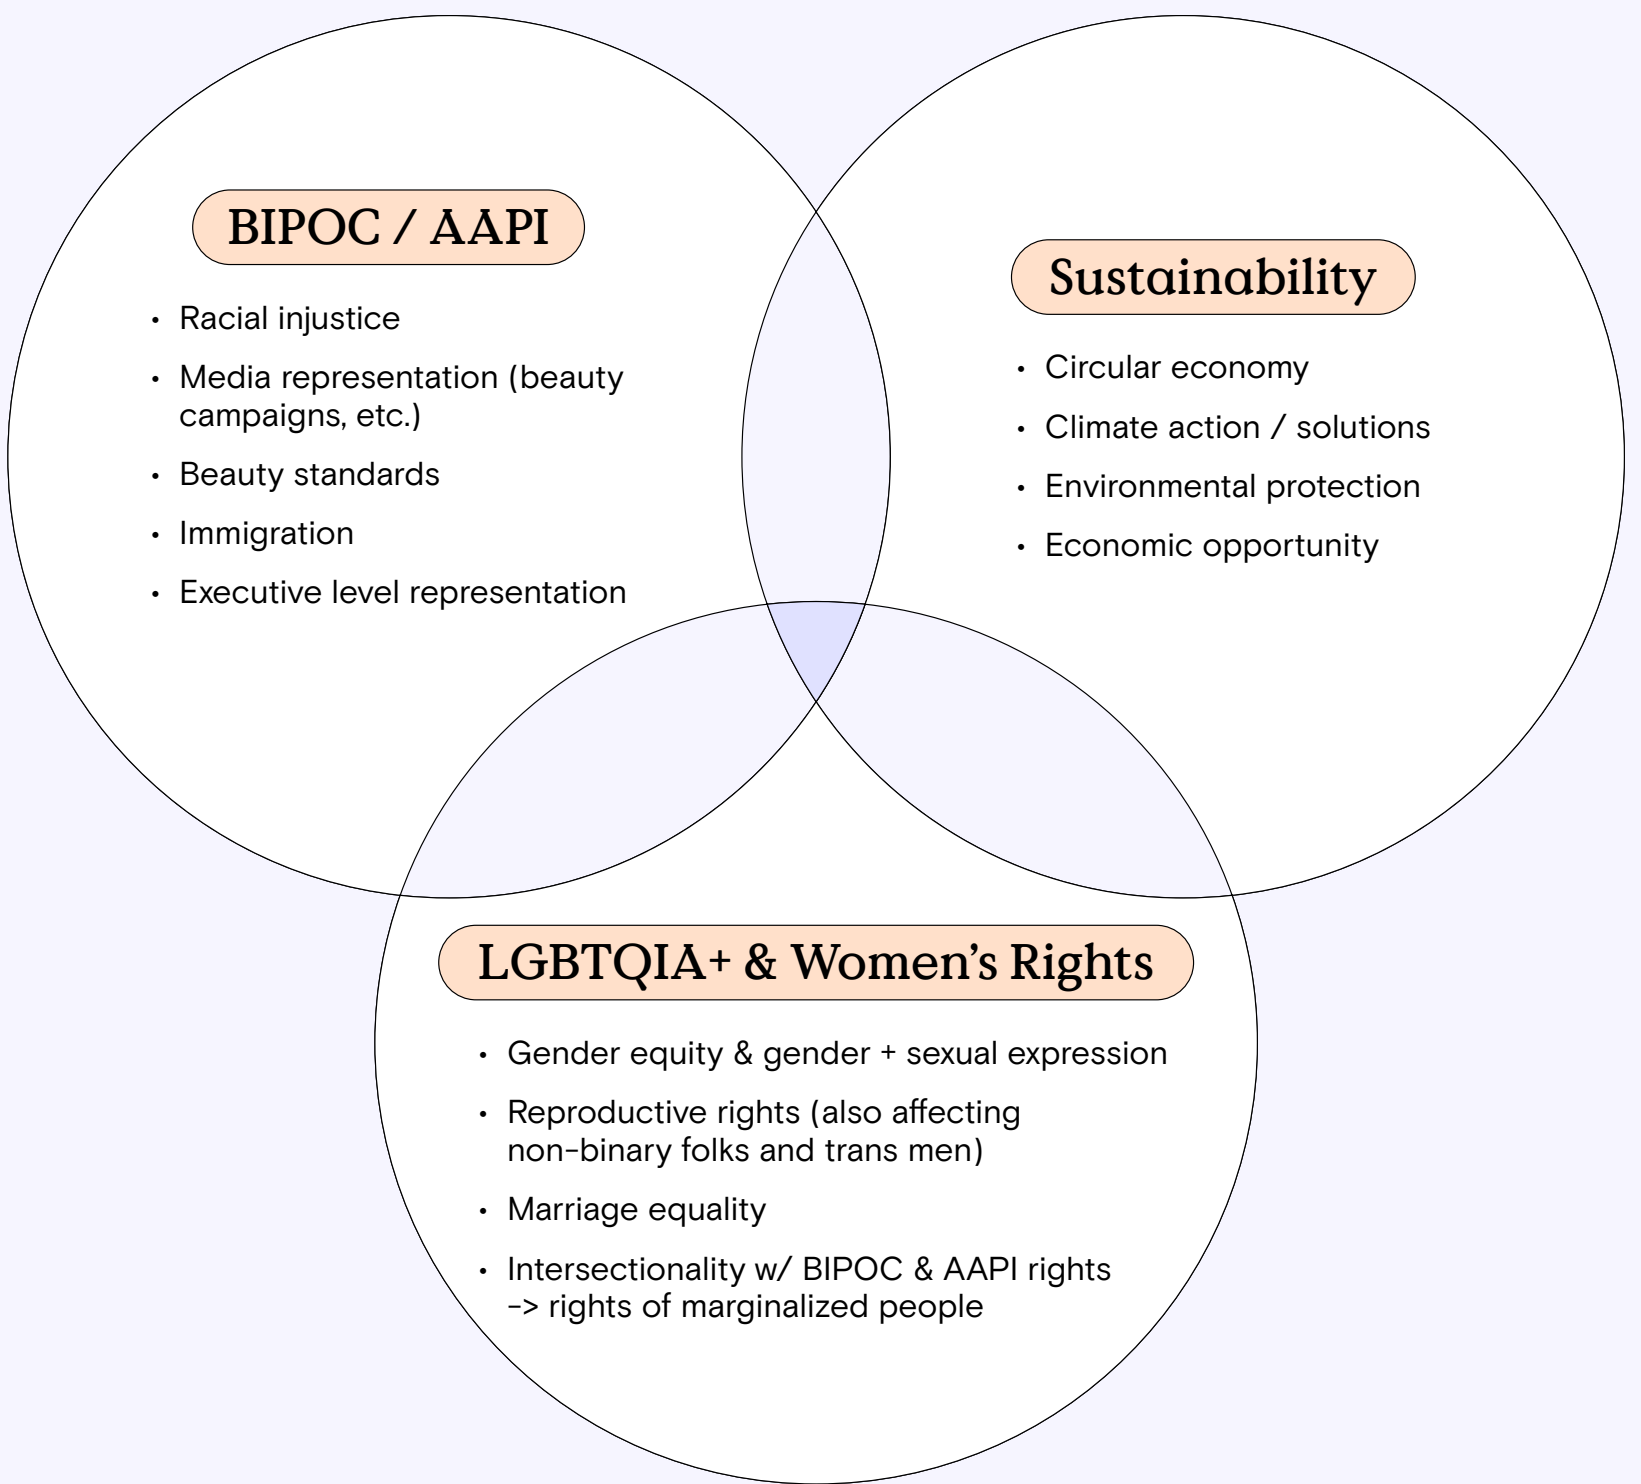 BIPOC / AAPI
• Racial injustice
• Media representation (beauty
campaigns, etc.)
• Beauty standards
• Immigration
• Executive level representation
Sustainability
• Circular economy
• Climate action / solutions
• Environmental protection
• Economic opportunity
LGBTQIA+ & Women’s Rights
• Gender equity & gender + sexual expression
• Reproductive rights (also affecting
non-binary folks and trans men)
• Marriage equality
• Intersectionality w/ BIPOC & AAPI rights
-> rights of marginalized people